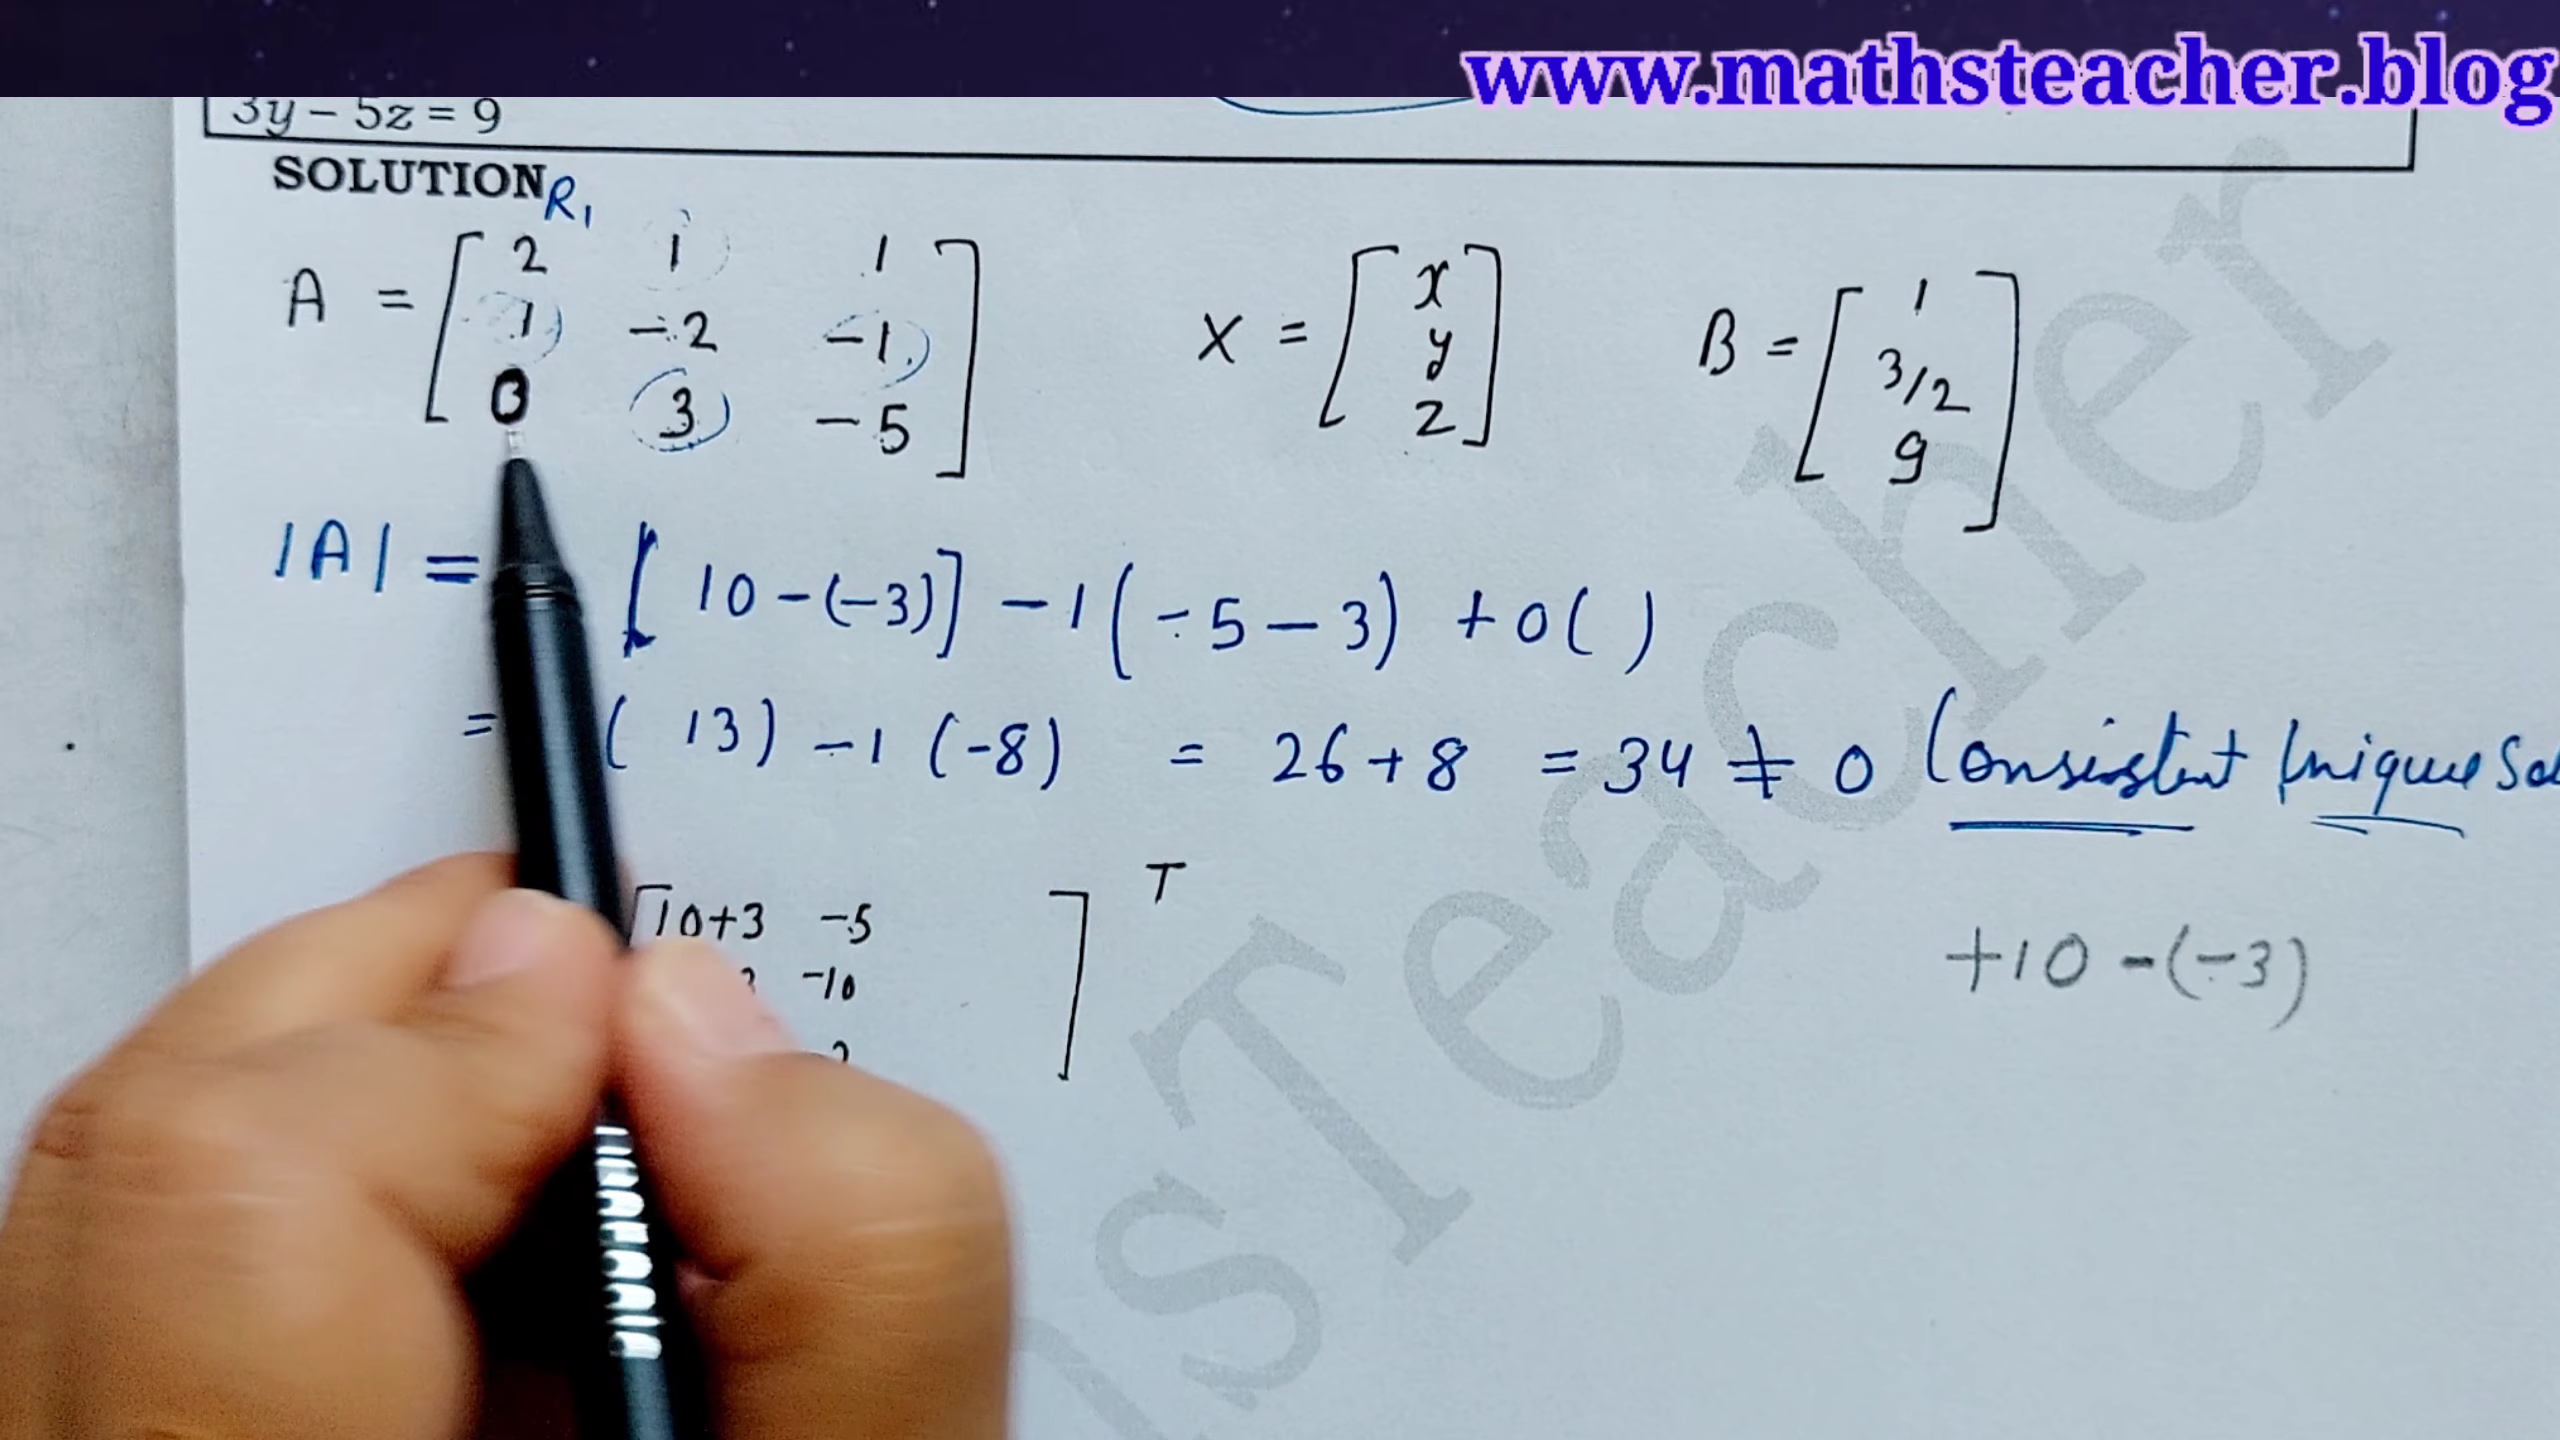 www.mathsteacher.blog
3y – 5z = 9
SOLUTION R₁
A = [ 2 1 1
1 -2 -1
0 3 -5 ]
X = [ x
y
z ]
B = [ 1
3/2
9 ]
|A| = [ 10 - (-3)] - 1 ( -5 - 3) + 0 ( )
= ( 13) - 1 (-8) = 26 + 8 = 34 ≠ 0 Consistent Unique
[ 10+3 -5 ] T
-10
+10 -(-3)
Teacher